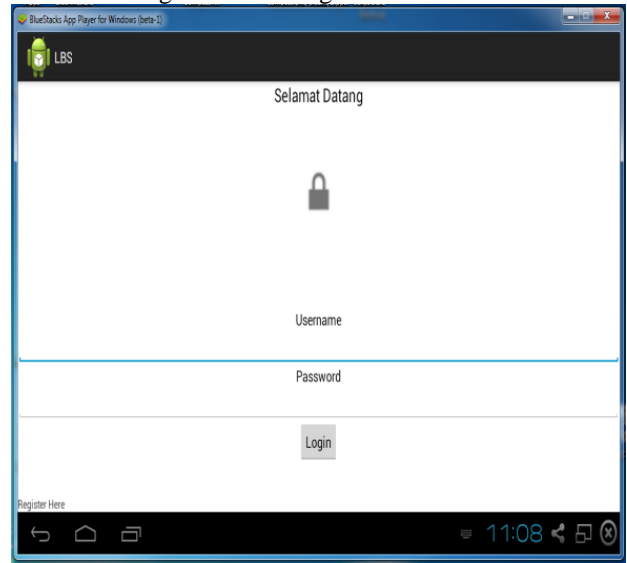 BlueStacks App Player for Windows (beta-1)
LBS
Selamat Datang
Username
Password
Login
Register Here
11:08